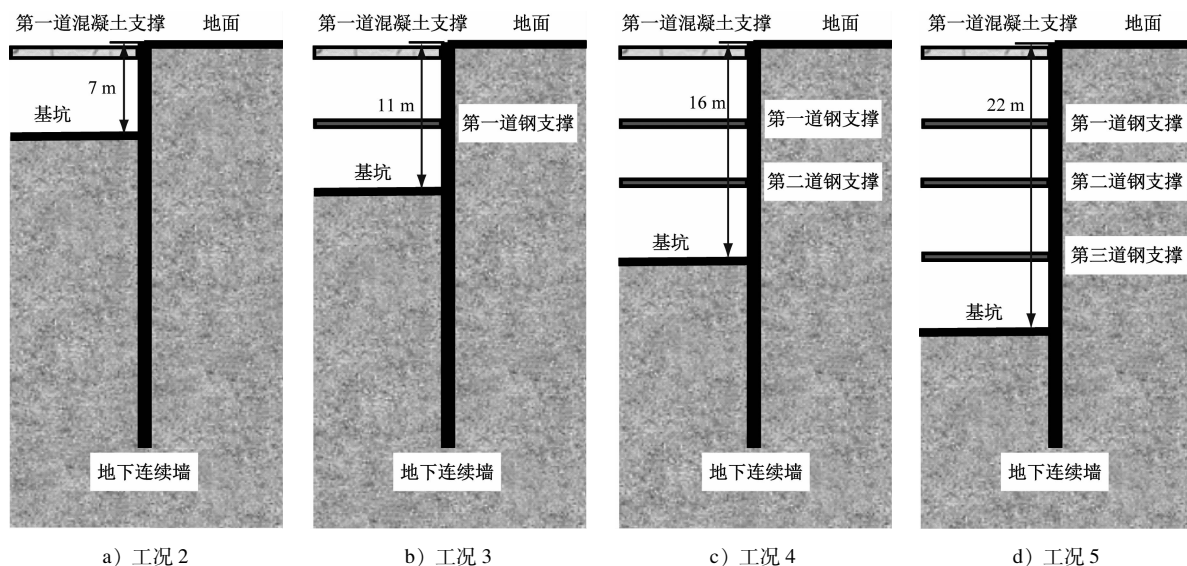 第一道混凝土支撑 地面
7 m
基坑
地下连续墙
a）工况 2
第一道混凝土支撑 地面
11 m
第一道钢支撑
基坑
地下连续墙
b）工况 3
第一道混凝土支撑 地面
16 m
第一道钢支撑
第二道钢支撑
基坑
地下连续墙
c）工况 4
第一道混凝土支撑 地面
22 m
第一道钢支撑
第二道钢支撑
第三道钢支撑
基坑
地下连续墙
d）工况 5